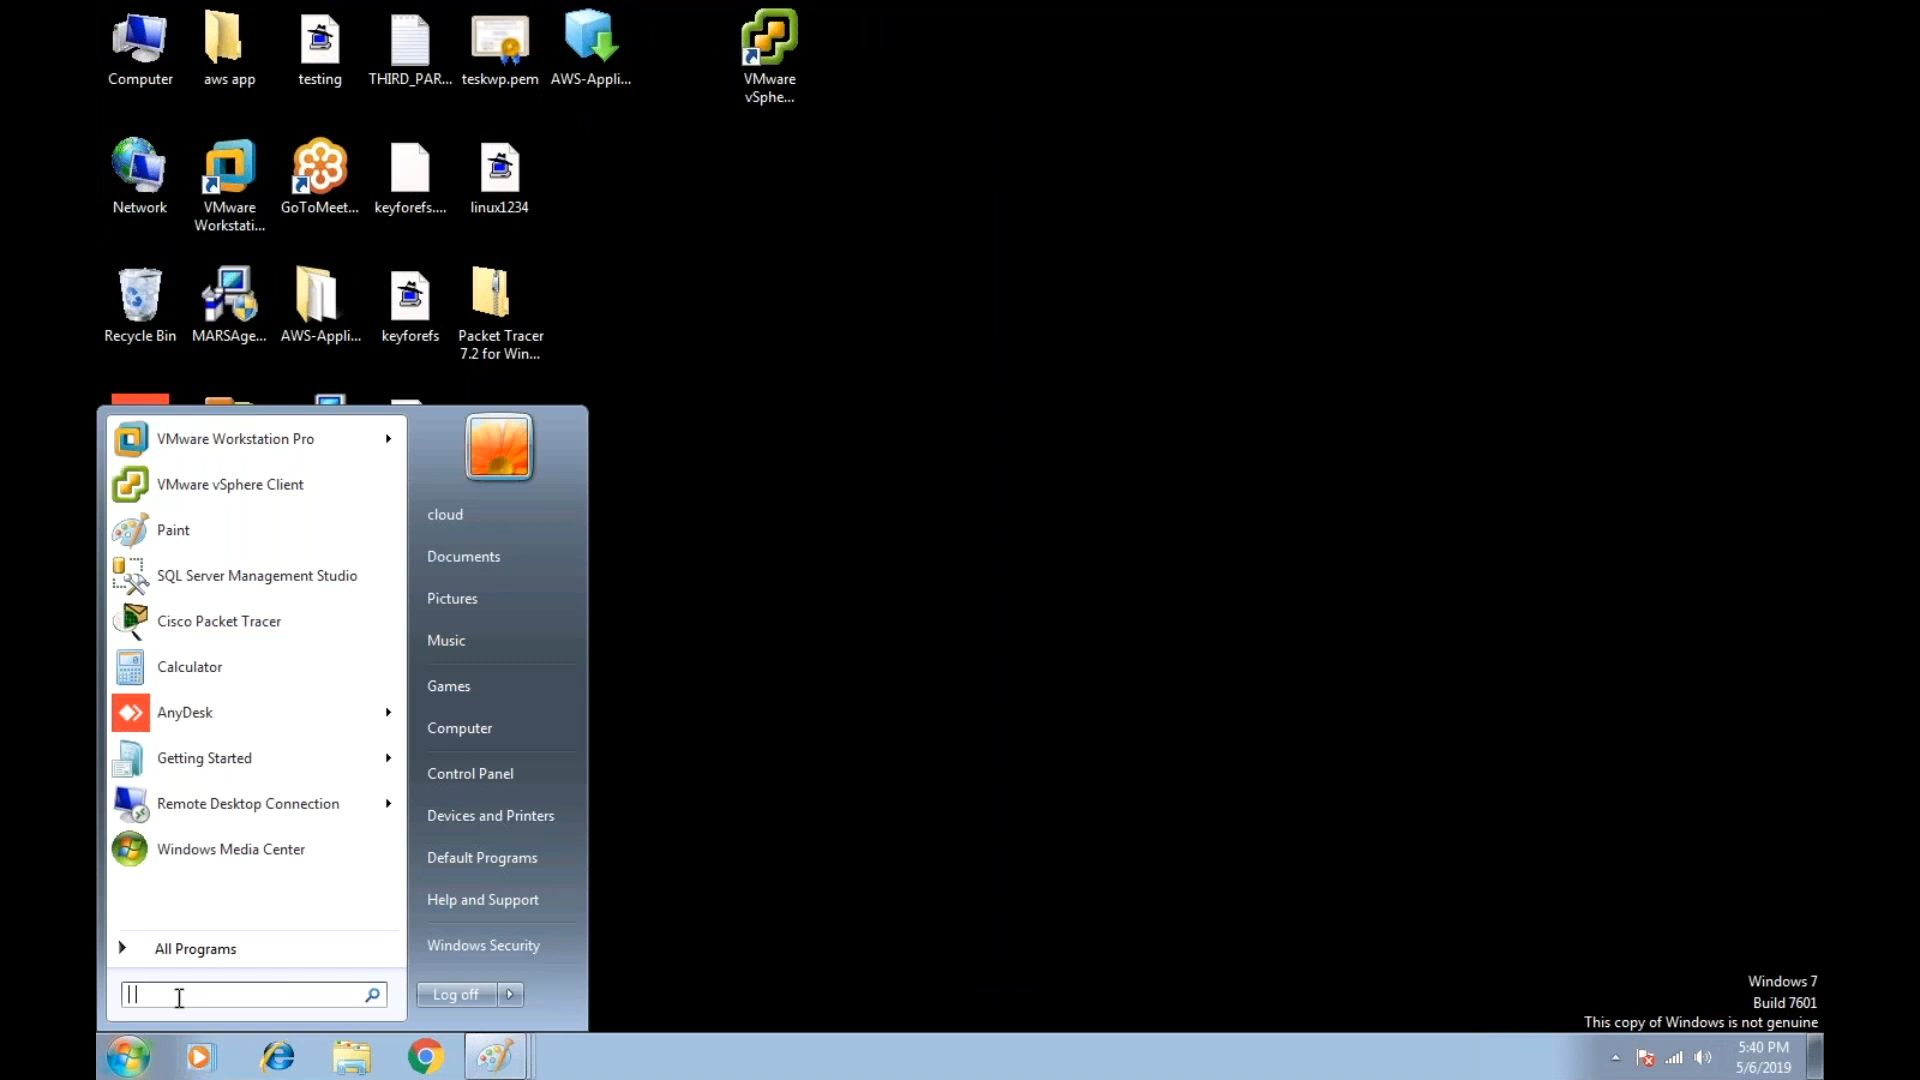 Computer
aws app
testing
THIRD_PAR...
teskwp.pem
AWS-Appli...
VMware
vSphe...
Network
VMware
Workstati...
GoToMeet...
keyforefs....
linux1234
Recycle Bin
MARSAge...
AWS-Appli...
keyforefs
Packet Tracer
7.2 for Win...
VMware Workstation Pro
VMware vSphere Client
Paint
SQL Server Management Studio
Cisco Packet Tracer
Calculator
AnyDesk
Getting Started
Remote Desktop Connection
Windows Media Center
All Programs
cloud
Documents
Pictures
Music
Games
Computer
Control Panel
Devices and Printers
Default Programs
Help and Support
Windows Security
Log off
Windows 7
Build 7601
This copy of Windows is not genuine
5:40 PM
5/6/2019